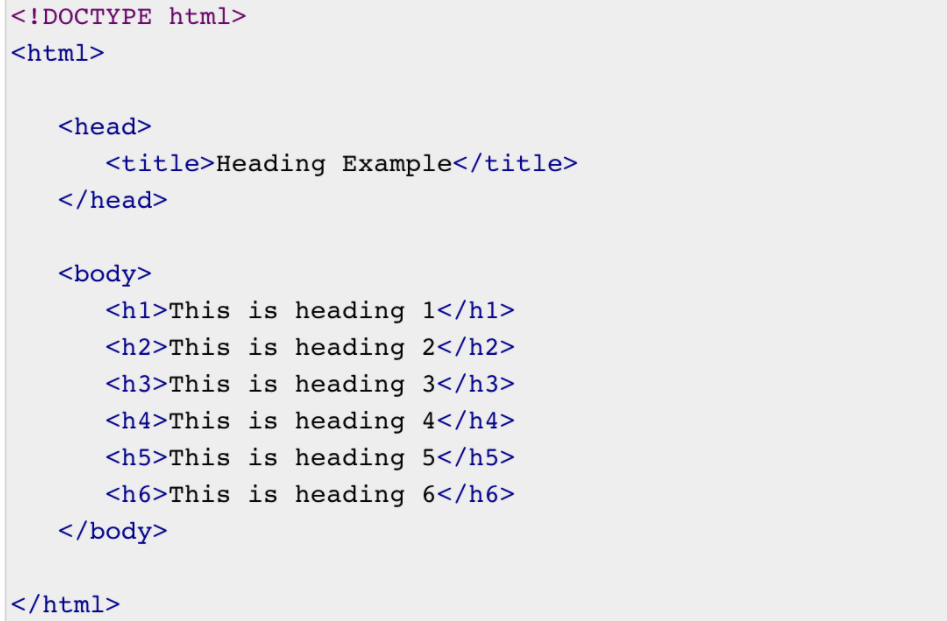 <!DOCTYPE html>
<html>
<head>
<title>Heading Example</title>
</head>
<body>
<h1>This is heading 1</h1>
<h2>This is heading 2</h2>
<h3>This is heading 3</h3>
<h4>This is heading 4</h4>
<h5>This is heading 5</h5>
<h6>This is heading 6</h6>
</body>
</html>